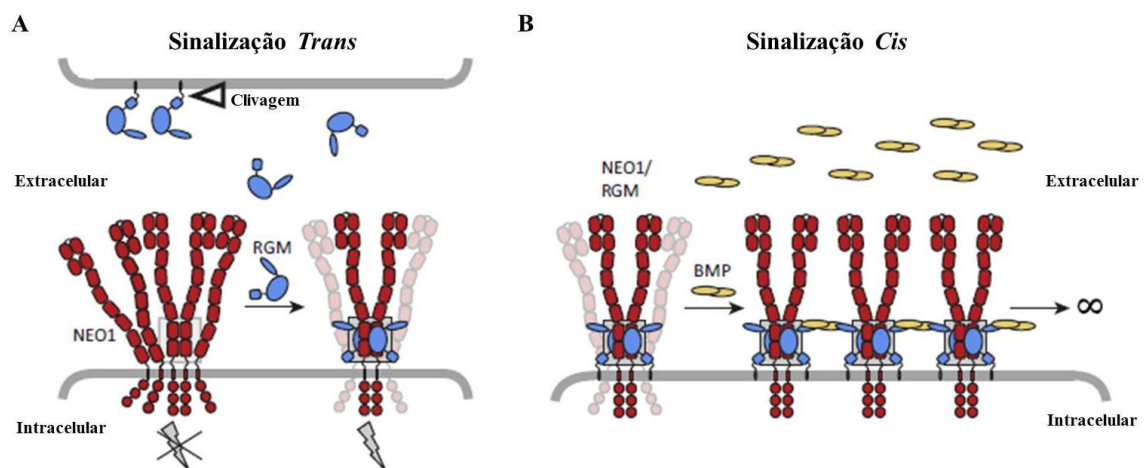 A
Sinalização Trans
Clivagem
Extracelular
RGM
NEO1
Intracelular
B
Sinalização Cis
NEO1/
RGM
Extracelular
BMP
∞
Intracelular